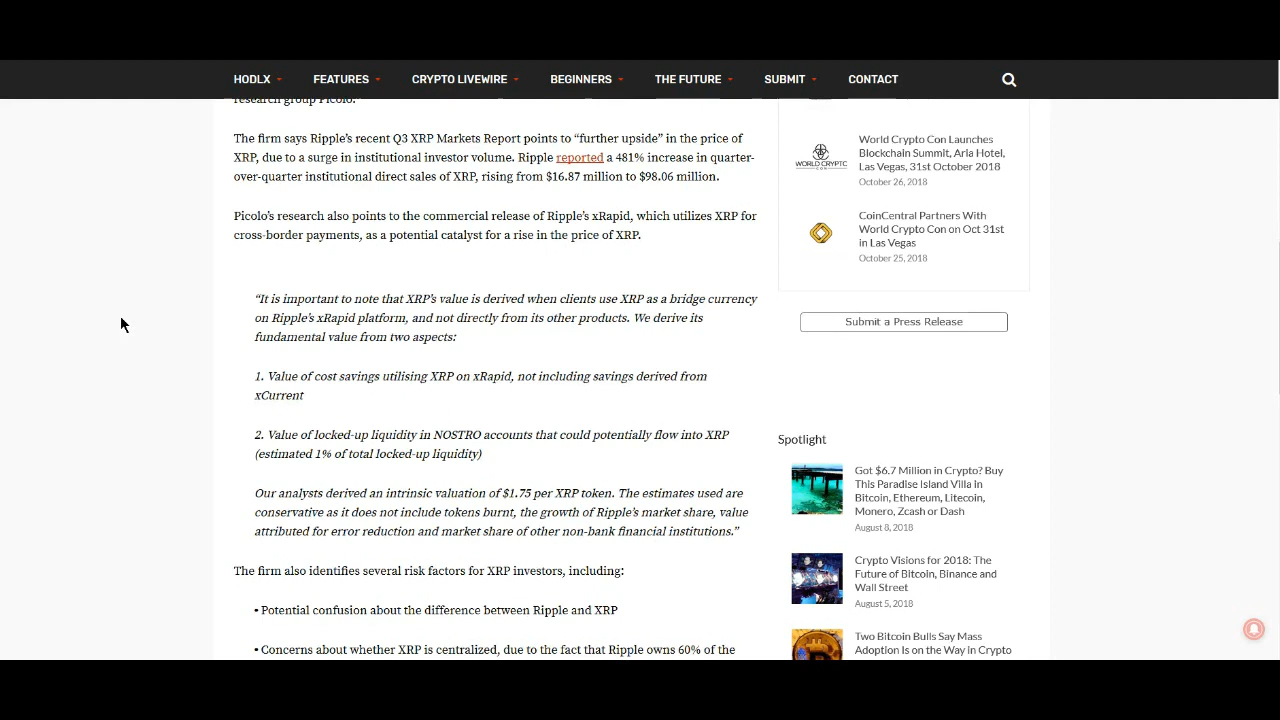 HODLX
FEATURES
CRYPTO LIVEWIRE
BEGINNERS
THE FUTURE
SUBMIT
CONTACT
research group Picolo.
The firm says Ripple's recent Q3 XRP Markets Report points to “further upside” in the price of
XRP, due to a surge in institutional investor volume. Ripple reported a 481% increase in quarter-
over-quarter institutional direct sales of XRP, rising from $16.87 million to $98.06 million.
Picolo’s research also points to the commercial release of Ripple’s xRapid, which utilizes XRP for
cross-border payments, as a potential catalyst for a rise in the price of XRP.
“It is important to note that XRP’s value is derived when clients use XRP as a bridge currency
on Ripple’s xRapid platform, and not directly from its other products. We derive its
fundamental value from two aspects:
1. Value of cost savings utilising XRP on xRapid, not including savings derived from
xCurrent
2. Value of locked-up liquidity in NOSTRO accounts that could potentially flow into XRP
(estimated 1% of total locked-up liquidity)
Our analysts derived an intrinsic valuation of $1.75 per XRP token. The estimates used are
conservative as it does not include tokens burnt, the growth of Ripple’s market share, value
attributed for error reduction and market share of other non-bank financial institutions.”
The firm also identifies several risk factors for XRP investors, including:
• Potential confusion about the difference between Ripple and XRP
• Concerns about whether XRP is centralized, due to the fact that Ripple owns 60% of the
WORLD CRYPTO
CON
World Crypto Con Launches
Blockchain Summit, Aria Hotel,
Las Vegas, 31st October 2018
October 26, 2018
CoinCentral Partners With
World Crypto Con on Oct 31st
in Las Vegas
October 25, 2018
Submit a Press Release
Spotlight
Got $6.7 Million in Crypto? Buy
This Paradise Island Villa in
Bitcoin, Ethereum, Litecoin,
Monero, Zcash or Dash
August 8, 2018
Crypto Visions for 2018: The
Future of Bitcoin, Binance and
Wall Street
August 5, 2018
Two Bitcoin Bulls Say Mass
Adoption Is on the Way in Crypto